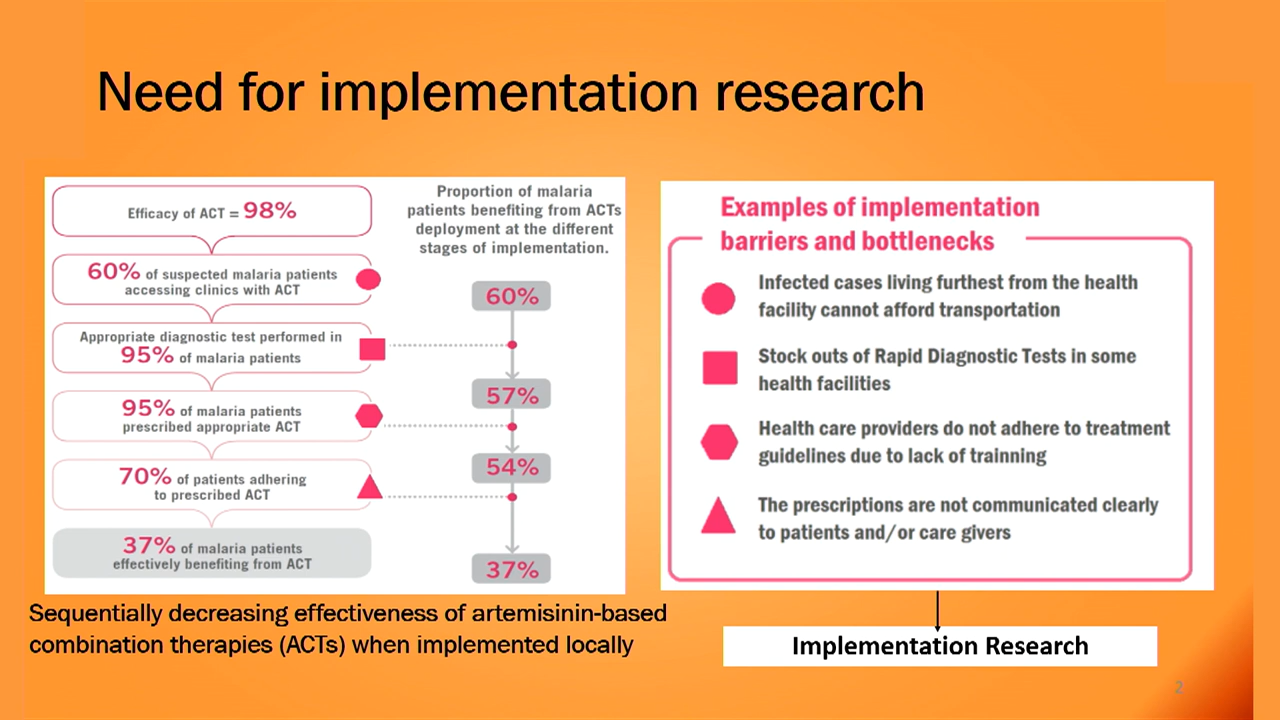 Need for implementation research
Efficacy of ACT = 98%
60% of suspected malaria patients
accessing clinics with ACT
Appropriate diagnostic test performed in
95% of malaria patients
95% of malaria patients
prescribed appropriate ACT
70% of patients adhering
to prescribed ACT
37% of malaria patients
effectively benefiting from ACT
Proportion of malaria
patients benefiting from ACTs
deployment at the different
stages of implementation.
60%
57%
54%
37%
Sequentially decreasing effectiveness of artemisinin-based
combination therapies (ACTs) when implemented locally
Examples of implementation
barriers and bottlenecks
Infected cases living furthest from the health
facility cannot afford transportation
Stock outs of Rapid Diagnostic Tests in some
health facilities
Health care providers do not adhere to treatment
guidelines due to lack of trainning
The prescriptions are not communicated clearly
to patients and/or care givers
Implementation Research
2